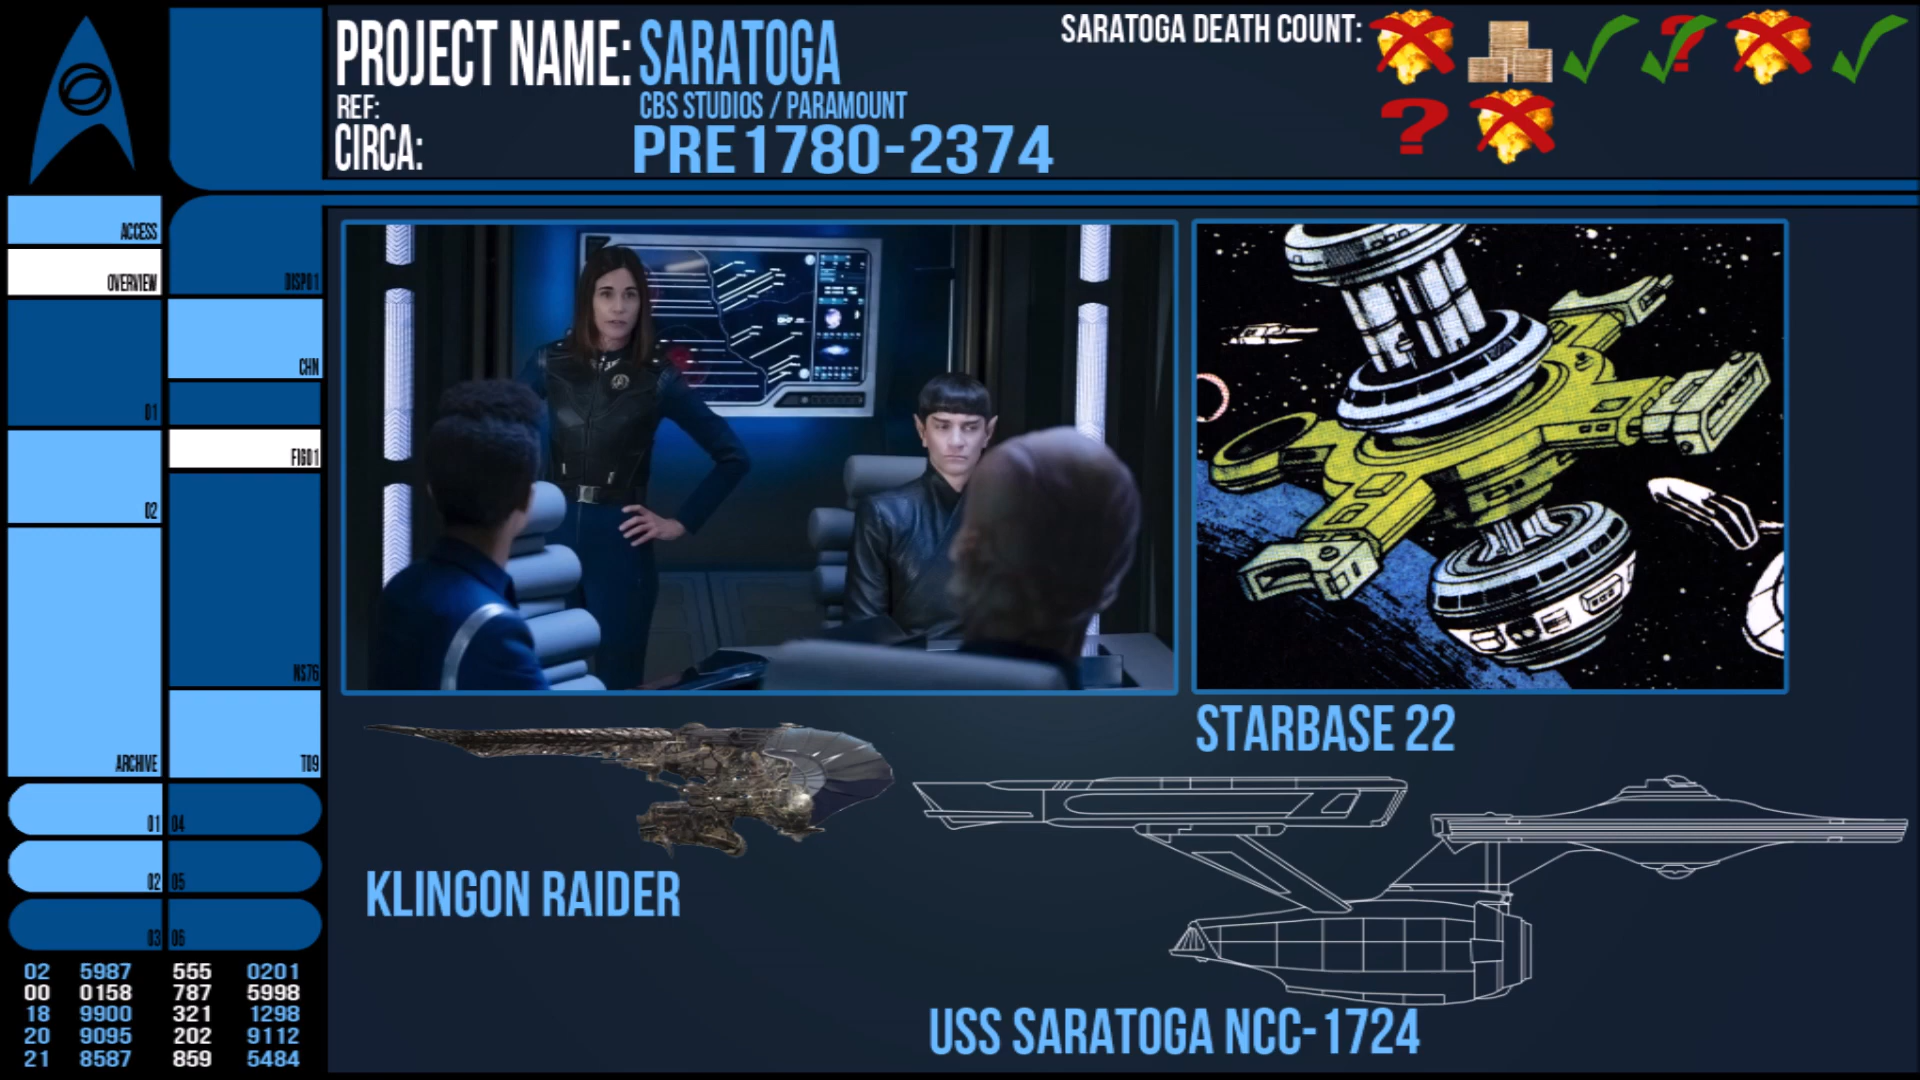 PROJECT NAME: SARATOGA
REF: CBS STUDIOS / PARAMOUNT
CIRCA: PRE 1780-2374
SARATOGA DEATH COUNT:
?
?
ACCESS
OVERVIEW
01
02
ARCHIVE
DISP01
CHN
FIG01
NS76
T09
01 04
02 05
03 06
02 5987 555 0201
00 0158 787 5998
18 9900 321 1298
20 9095 202 9112
21 8587 859 5484
STARBASE 22
KLINGON RAIDER
USS SARATOGA NCC-1724